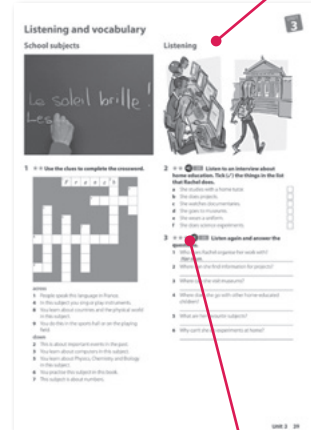 3
Listening and vocabulary
School subjects
Listening
Le soleil brille!
Les
1 ** Use the clues to complete the crossword.
F r e n c h
ACROSS
1 People speak this language in France.
4 In this subject you sing or play instruments.
8 You learn about countries and the physical world in this subject.
9 You do this in the sports hall or on the playing field.
DOWN
2 This is about important events in the past.
3 You learn about computers in this subject.
5 You learn about Physics, Chemistry and Biology in this subject.
6 You practise this subject in this book.
7 This subject is about numbers.
2 ** Listen to an interview about
home education. Tick (✓) the things in the list
that Rachel does.
a She studies with a home tutor.
b She does projects.
c She watches documentaries.
d She goes to museums.
e She wears a uniform.
f She does science experiments.
3 ** Listen again and answer the
1 Who does Rachel organise her work with?
2 Where can she find information for projects?
3 Where can she visit museums?
4 Where does she go with other home-educated
children?
5 What are her favourite subjects?
6 Why can't she do experiments at home?
UNIT 3 29